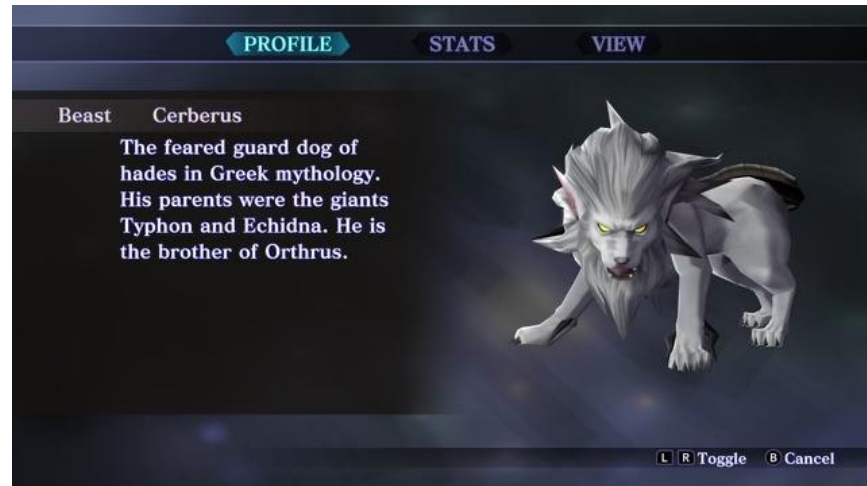 PROFILE STATS VIEW
Beast Cerberus
The feared guard dog of
hades in Greek mythology.
His parents were the giants
Typhon and Echidna. He is
the brother of Orthrus.
L R Toggle B Cancel